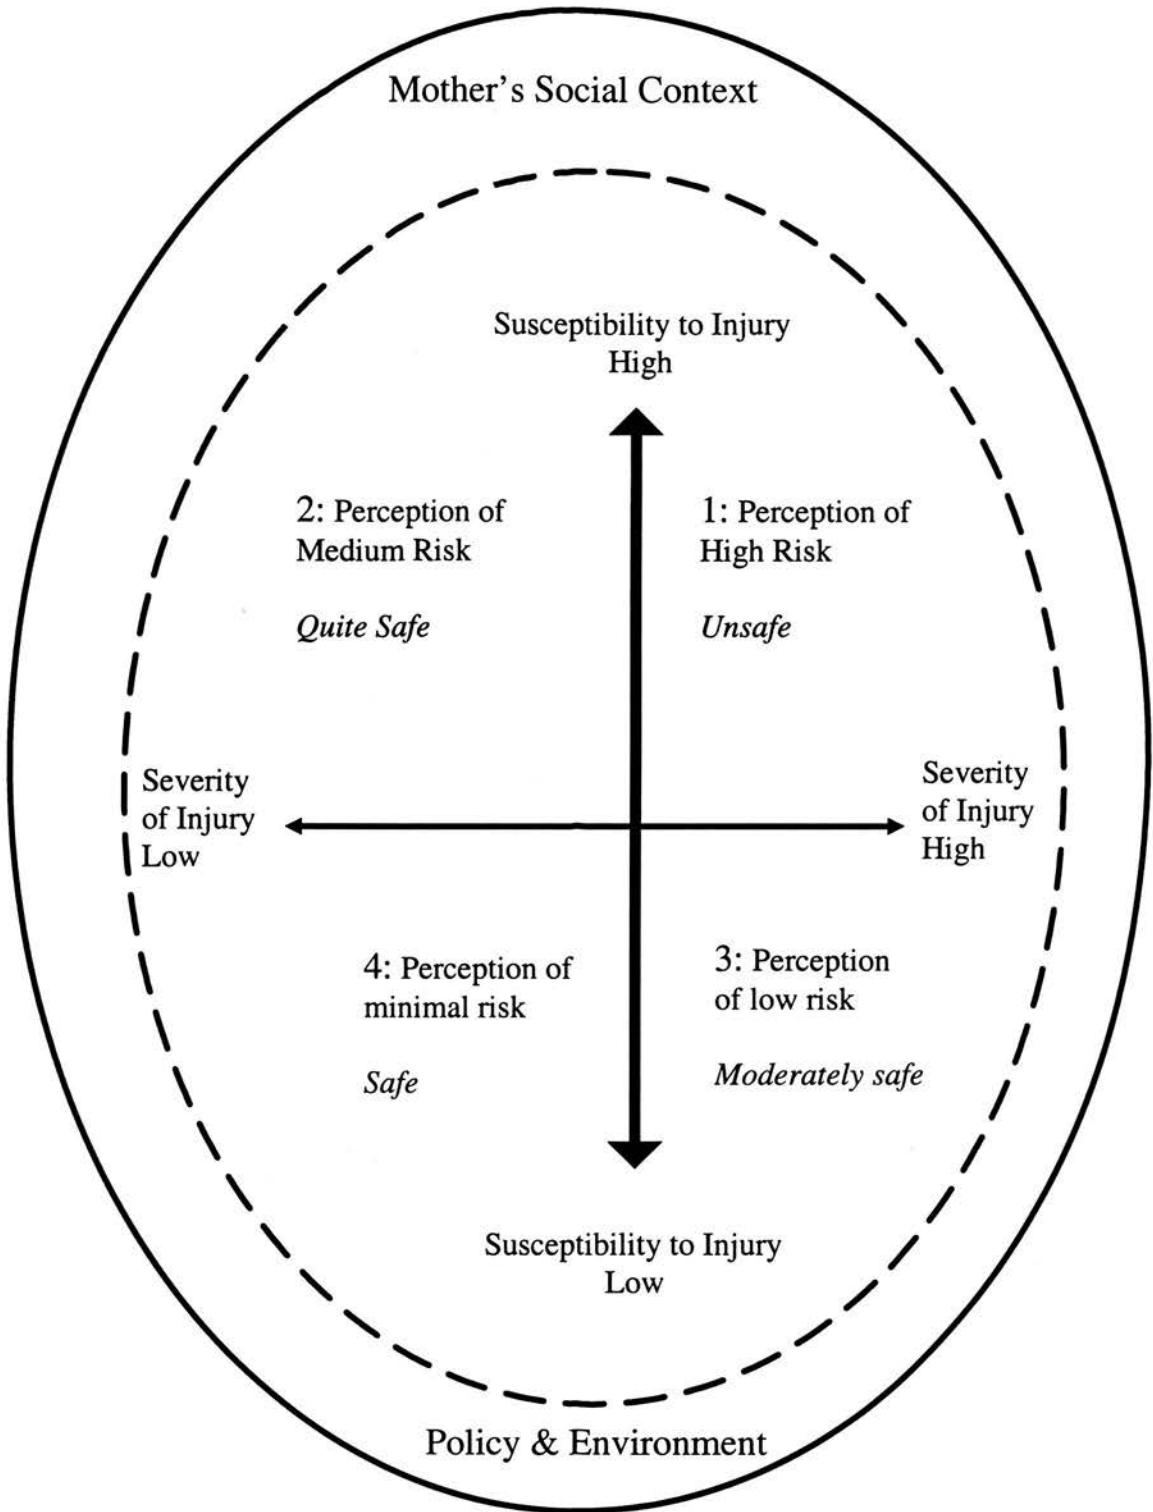 Mother's Social Context
Susceptibility to Injury
High
2: Perception of
Medium Risk
Quite Safe
1: Perception of
High Risk
Unsafe
Severity
of Injury
Low
Severity
of Injury
High
4: Perception of
minimal risk
Safe
3: Perception
of low risk
Moderately safe
Susceptibility to Injury
Low
Policy & Environment